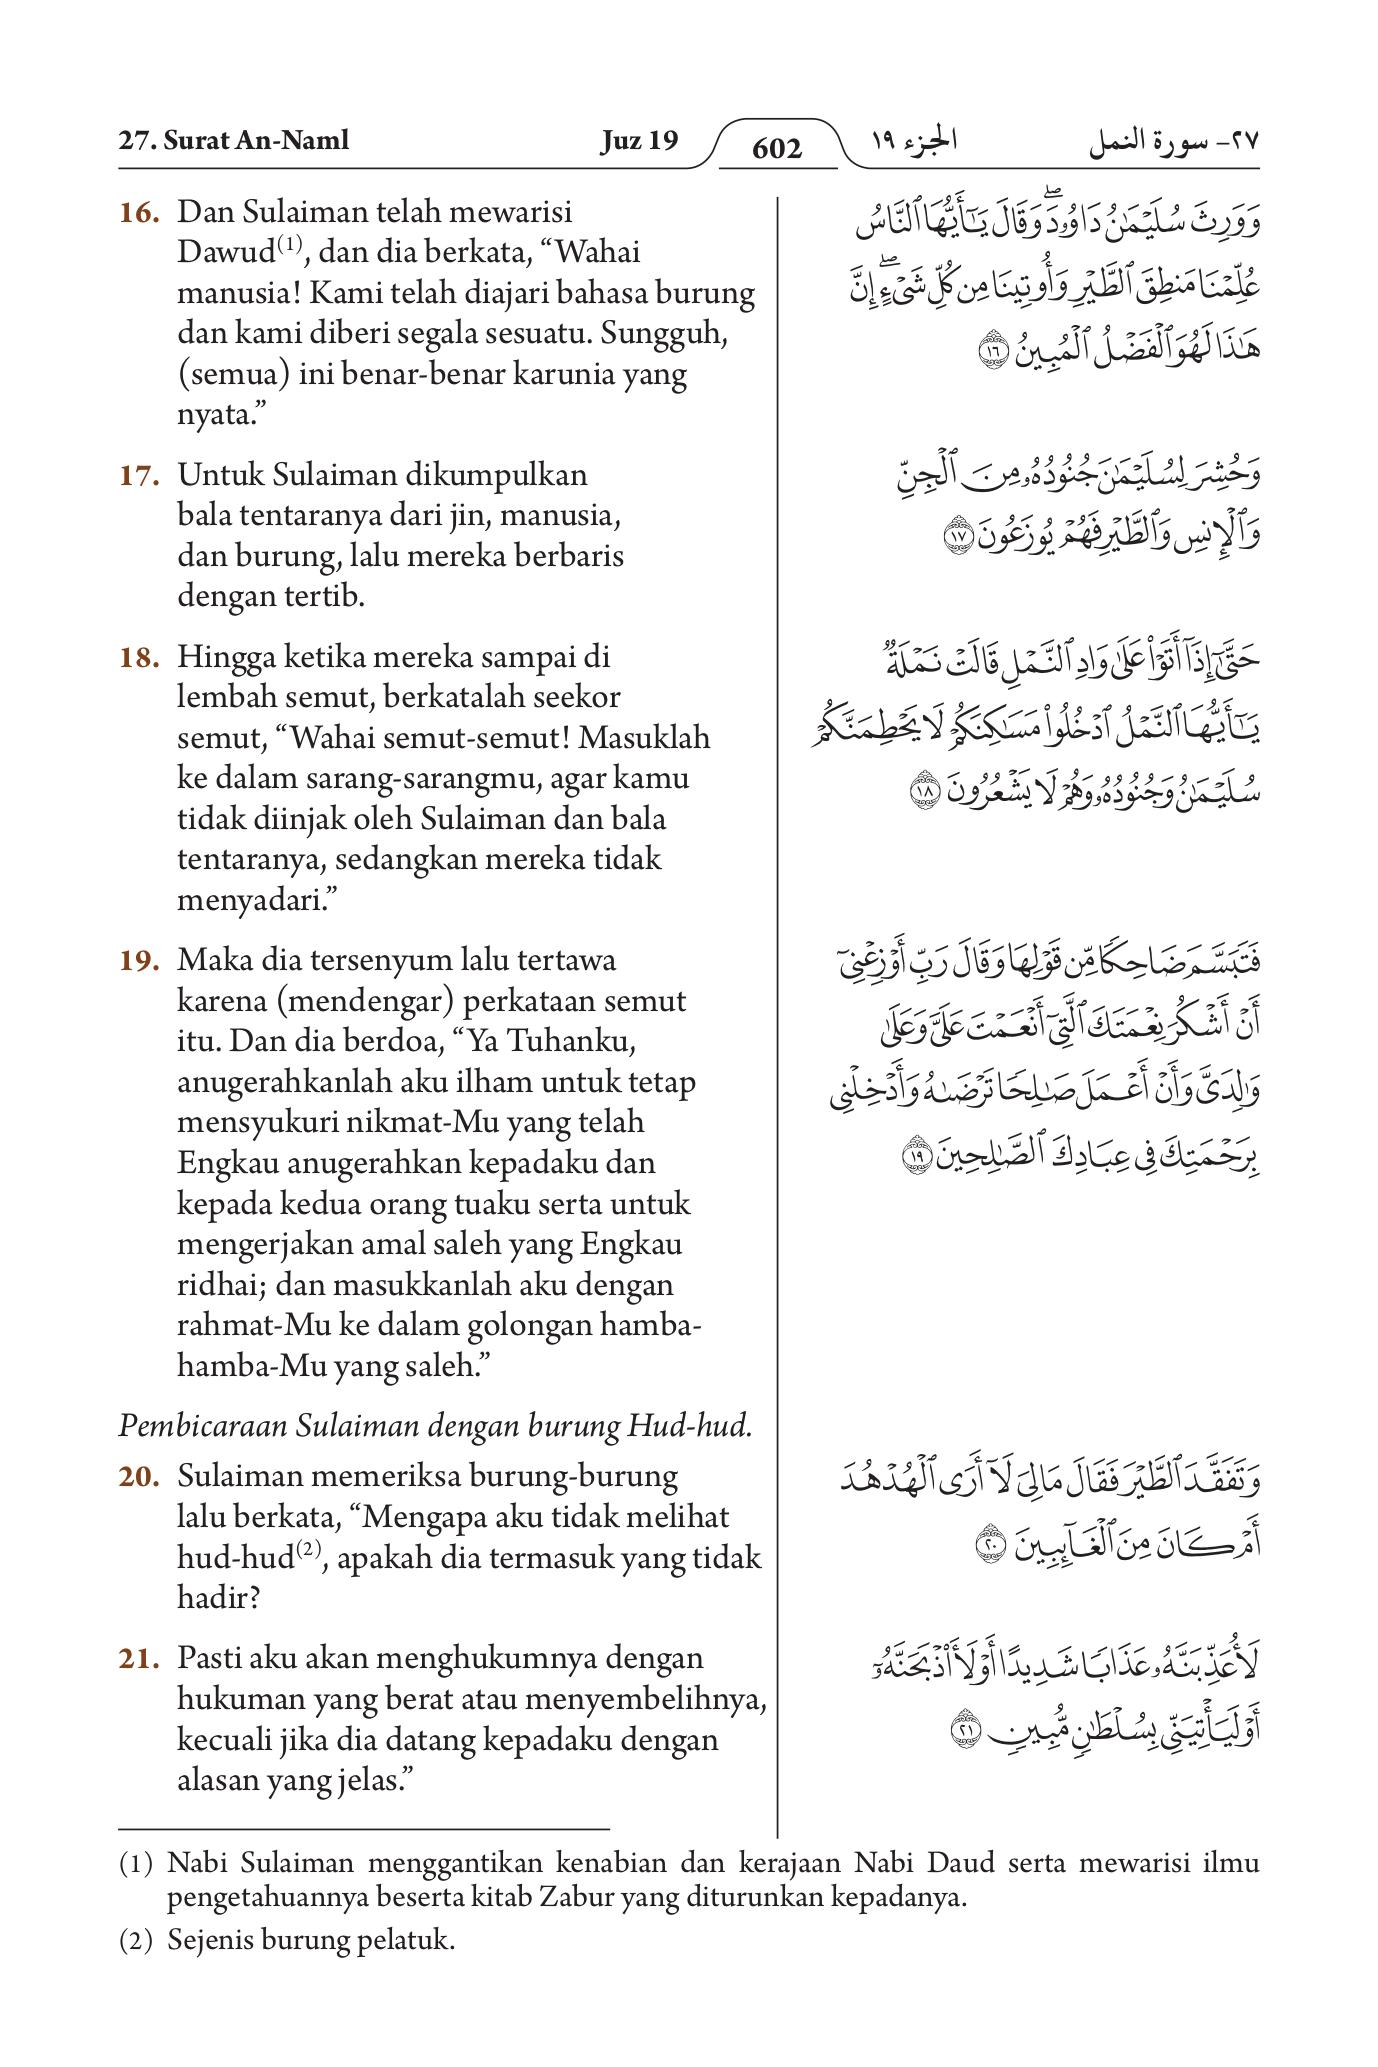 27. Surat An-Naml Juz 19 602 الجزء ١٩ ٢٧- سورة النمل
16. Dan Sulaiman telah mewarisi
Dawud(1), dan dia berkata, “Wahai
manusia! Kami telah diajari bahasa burung
dan kami diberi segala sesuatu. Sungguh,
(semua) ini benar-benar karunia yang
nyata.”
17. Untuk Sulaiman dikumpulkan
bala tentaranya dari jin, manusia,
dan burung, lalu mereka berbaris
dengan tertib.
18. Hingga ketika mereka sampai di
lembah semut, berkatalah seekor
semut, “Wahai semut-semut! Masuklah
ke dalam sarang-sarangmu, agar kamu
tidak diinjak oleh Sulaiman dan bala
tentaranya, sedangkan mereka tidak
menyadari.”
19. Maka dia tersenyum lalu tertawa
karena (mendengar) perkataan semut
itu. Dan dia berdoa, “Ya Tuhanku,
anugerahkanlah aku ilham untuk tetap
mensyukuri nikmat-Mu yang telah
Engkau anugerahkan kepadaku dan
kepada kedua orang tuaku serta untuk
mengerjakan amal saleh yang Engkau
ridhai; dan masukkanlah aku dengan
rahmat-Mu ke dalam golongan hamba-
hamba-Mu yang saleh.”
Pembicaraan Sulaiman dengan burung Hud-hud.
20. Sulaiman memeriksa burung-burung
lalu berkata, “Mengapa aku tidak melihat
hud-hud(2), apakah dia termasuk yang tidak
hadir?
21. Pasti aku akan menghukumnya dengan
hukuman yang berat atau menyembelihnya,
kecuali jika dia datang kepadaku dengan
alasan yang jelas.”
وَوَرِثَ سُلَيْمَٰنُ دَاوُۥدَۖ وَقَالَ يَٰٓأَيُّهَا ٱلنَّاسُ
عُلِّمْنَا مَنطِقَ ٱلطَّيْرِ وَأُوتِينَا مِن كُلِّ شَىْءٍۖ إِنَّ
هَٰذَا لَهُوَ ٱلْفَضْلُ ٱلْمُبِينُ ١٦
وَحُشِرَ لِسُلَيْمَٰنَ جُنُودُهُۥ مِنَ ٱلْجِنِّ
وَٱلْإِنسِ وَٱلطَّيْرِ فَهُمْ يُوزَعُونَ ١٧
حَتَّىٰٓ إِذَآ أَتَوْا۟ عَلَىٰ وَادِ ٱلنَّمْلِ قَالَتْ نَمْلَةٌ
يَٰٓأَيُّهَا ٱلنَّمْلُ ٱدْخُلُوا۟ مَسَٰكِنَكُمْ لَا يَحْطِمَنَّكُمْ
سُلَيْمَٰنُ وَجُنُودُهُۥ وَهُمْ لَا يَشْعُرُونَ ١٨
فَتَبَسَّمَ ضَاحِكًا مِّن قَوْلِهَا وَقَالَ رَبِّ أَوْزِعْنِىٓ
أَنْ أَشْكُرَ نِعْمَتَكَ ٱلَّتِىٓ أَنْعَمْتَ عَلَىَّ وَعَلَىٰ
وَٰلِدَىَّ وَأَنْ أَعْمَلَ صَٰلِحًا تَرْضَىٰهُ وَأَدْخِلْنِى
بِرَحْمَتِكَ فِى عِبَادِكَ ٱلصَّٰلِحِينَ ١٩
وَتَفَقَّدَ ٱلطَّيْرَ فَقَالَ مَالِىَ لَآ أَرَى ٱلْهُدْهُدَ
أَمْ كَانَ مِنَ ٱلْغَآئِبِينَ ٢٠
لَأُعَذِّبَنَّهُۥ عَذَابًا شَدِيدًا أَوْ لَأَا۟ذْبَحَنَّهُۥٓ
أَوْ لَيَأْتِيَنِّى بِسُلْطَٰنٍ مُّبِينٍ ٢١
(1) Nabi Sulaiman menggantikan kenabian dan kerajaan Nabi Daud serta mewarisi ilmu
pengetahuannya beserta kitab Zabur yang diturunkan kepadanya.
(2) Sejenis burung pelatuk.